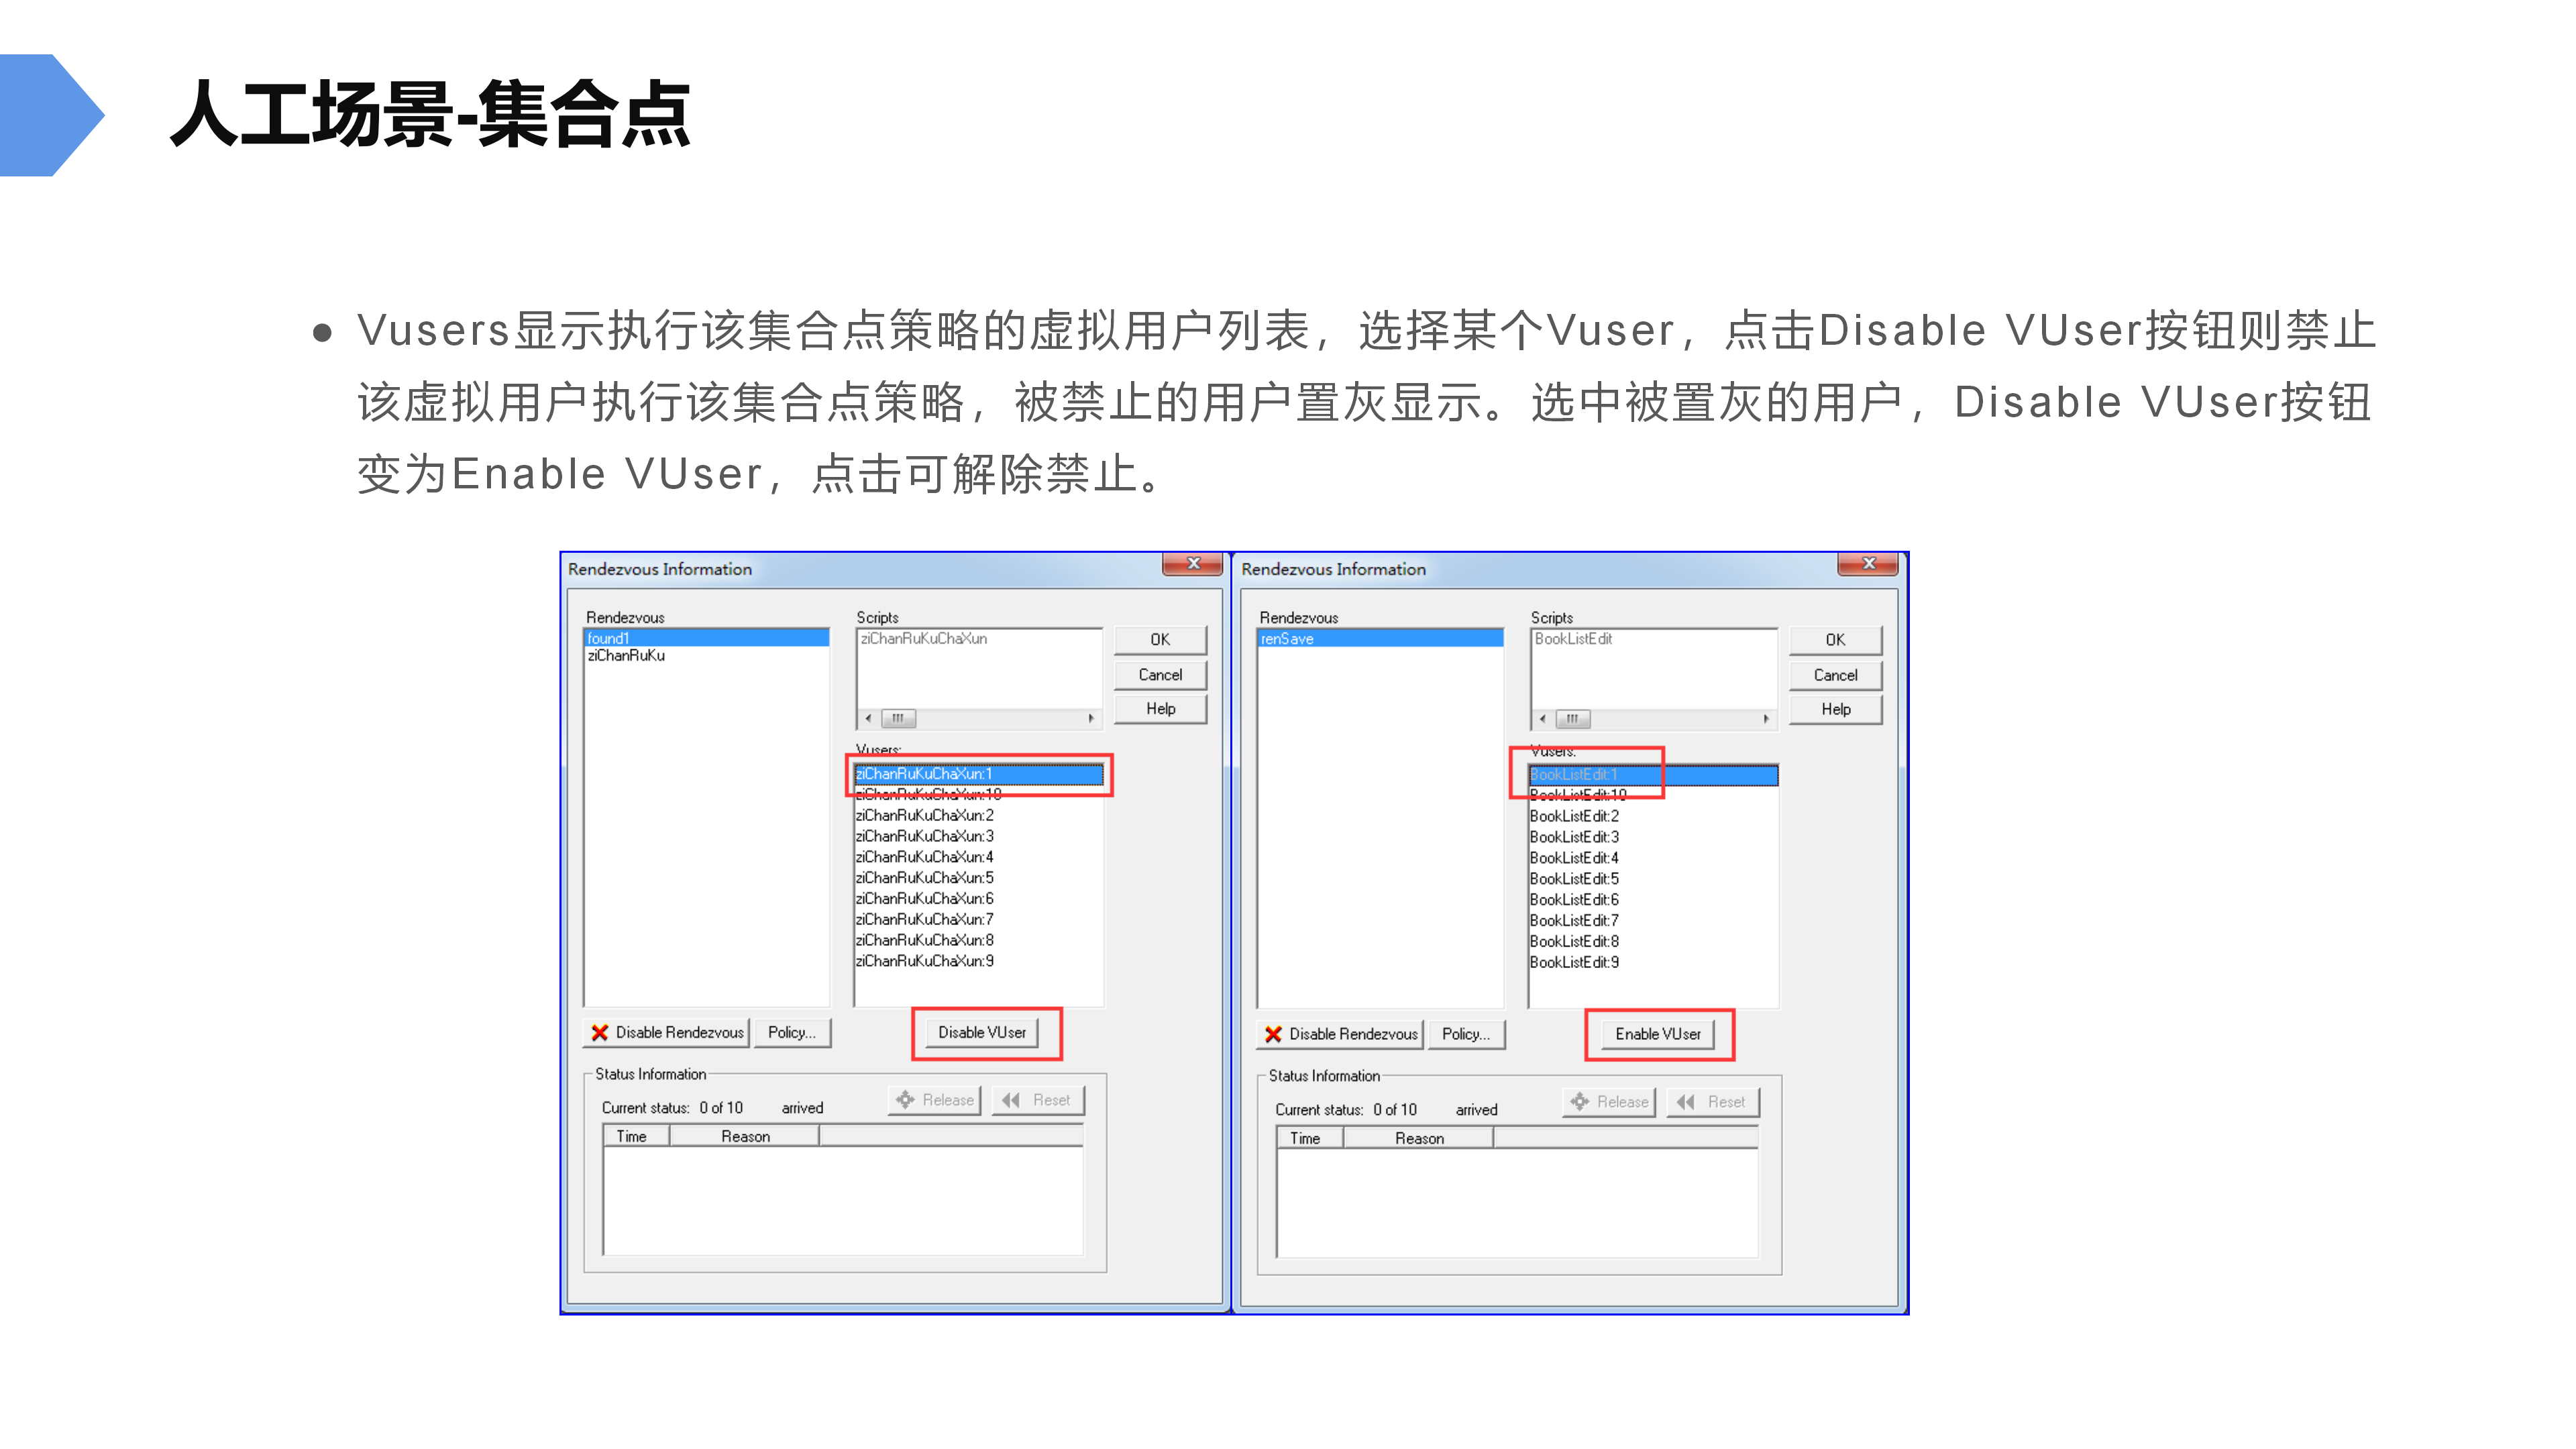 人工场景-集合点
● Vusers显示执行该集合点策略的虚拟用户列表，选择某个Vuser，点击Disable VUser按钮则禁止
该虚拟用户执行该集合点策略，被禁止的用户置灰显示。选中被置灰的用户，Disable VUser按钮
变为Enable VUser，点击可解除禁止。
Rendezvous Information
Rendezvous
found1
ziChanRuKu
Scripts
ziChanRuKuChaXun
OK
Cancel
Help
Vusers:
ziChanRuKuChaXun:1
ziChanRuKuChaXun:10
ziChanRuKuChaXun:2
ziChanRuKuChaXun:3
ziChanRuKuChaXun:4
ziChanRuKuChaXun:5
ziChanRuKuChaXun:6
ziChanRuKuChaXun:7
ziChanRuKuChaXun:8
ziChanRuKuChaXun:9
Disable Rendezvous
Policy...
Disable VUser
Status Information
Current status: 0 of 10 arrived
Release
Reset
Time
Reason
Rendezvous Information
Rendezvous
renSave
Scripts
BookListEdit
OK
Cancel
Help
Vusers:
BookListEdit:1
BookListEdit:10
BookListEdit:2
BookListEdit:3
BookListEdit:4
BookListEdit:5
BookListEdit:6
BookListEdit:7
BookListEdit:8
BookListEdit:9
Disable Rendezvous
Policy...
Enable VUser
Status Information
Current status: 0 of 10 arrived
Release
Reset
Time
Reason